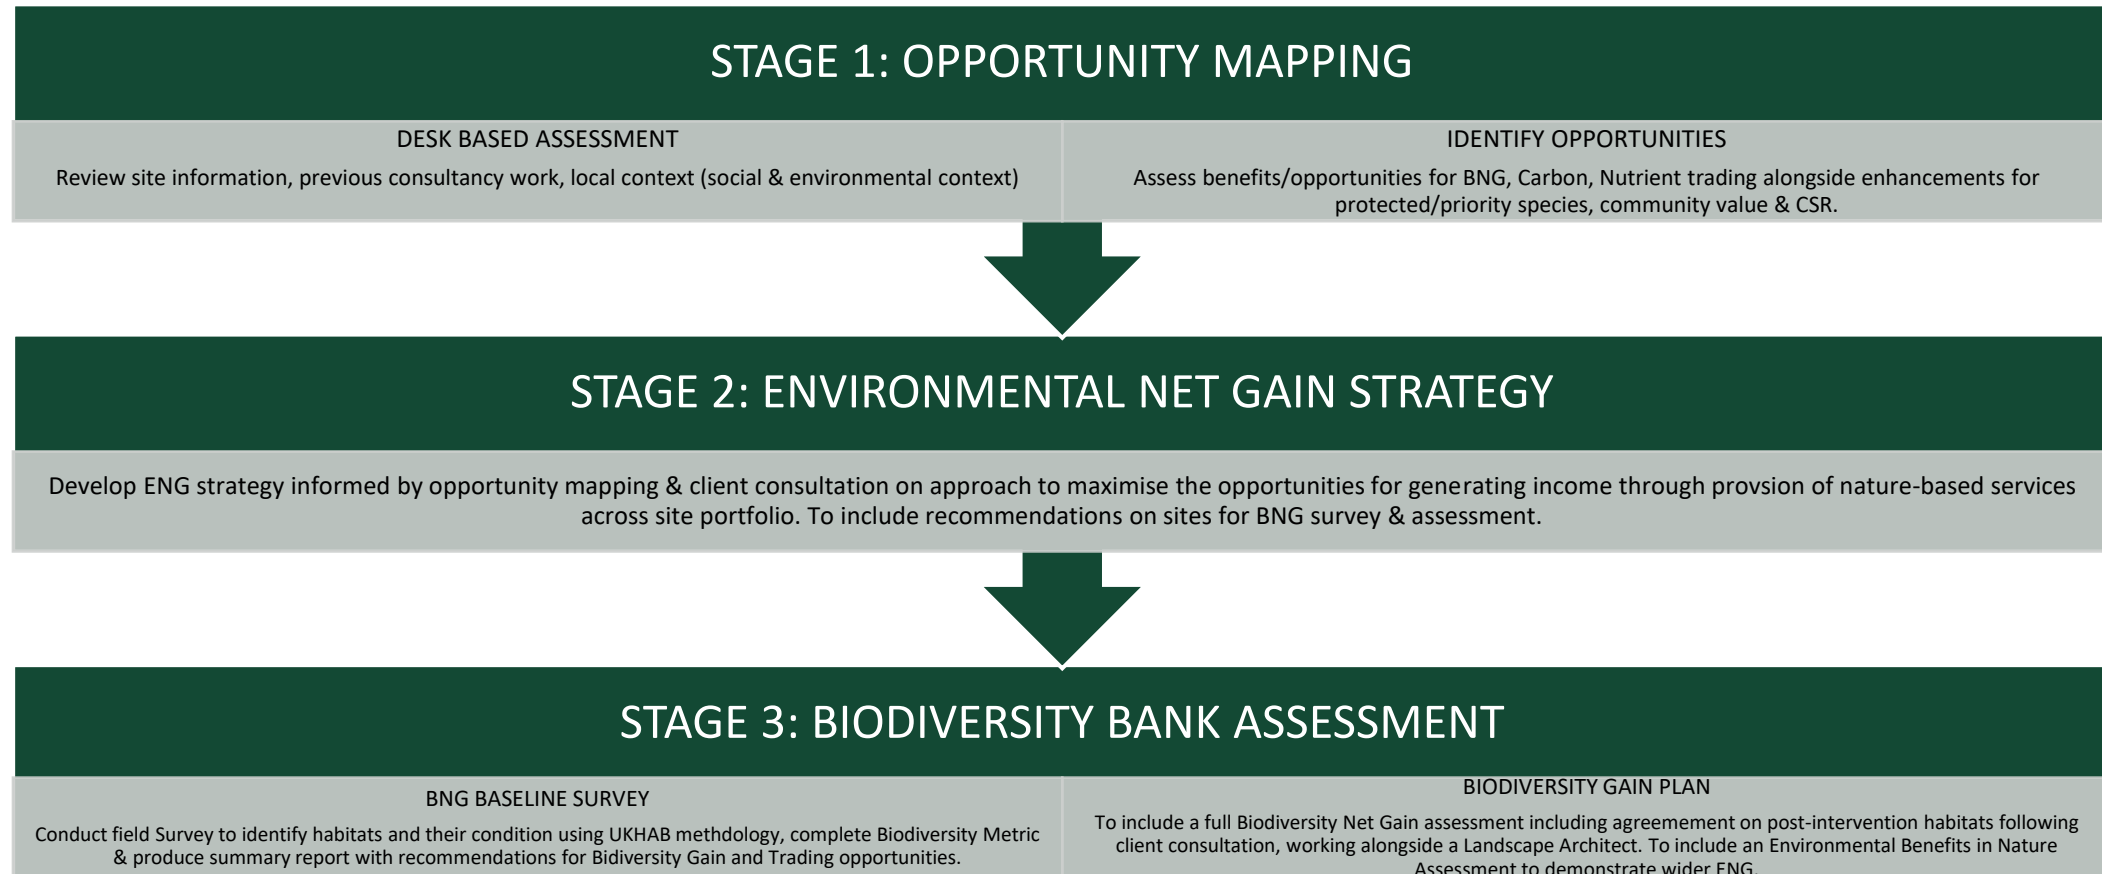 STAGE 1: OPPORTUNITY MAPPING
DESK BASED ASSESSMENT
Review site information, previous consultancy work, local context (social & environmental context)
IDENTIFY OPPORTUNITIES
Assess benefits/opportunities for BNG, Carbon, Nutrient trading alongside enhancements for
protected/priority species, community value & CSR.
STAGE 2: ENVIRONMENTAL NET GAIN STRATEGY
Develop ENG strategy informed by opportunity mapping & client consultation on approach to maximise the opportunities for generating income through provsion of nature-based services
across site portfolio. To include recommendations on sites for BNG survey & assessment.
STAGE 3: BIODIVERSITY BANK ASSESSMENT
BNG BASELINE SURVEY
Conduct field Survey to identify habitats and their condition using UKHAB methdology, complete Biodiversity Metric
& produce summary report with recommendations for Bidiversity Gain and Trading opportunities.
BIODIVERSITY GAIN PLAN
To include a full Biodiversity Net Gain assessment including agreemement on post-intervention habitats following
client consultation, working alongside a Landscape Architect. To include an Environmental Benefits in Nature
Assessment to demonstrate wider ENG.